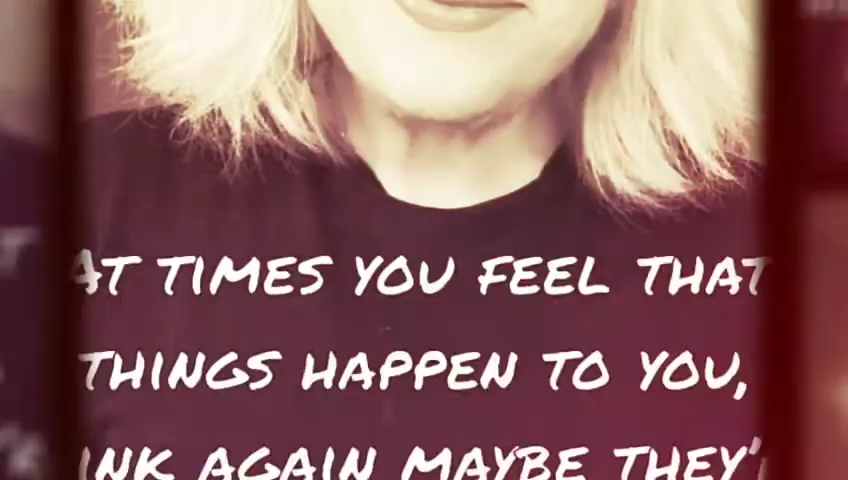 AT TIMES YOU FEEL THAT
THINGS HAPPEN TO YOU,
AGAIN MAYBE